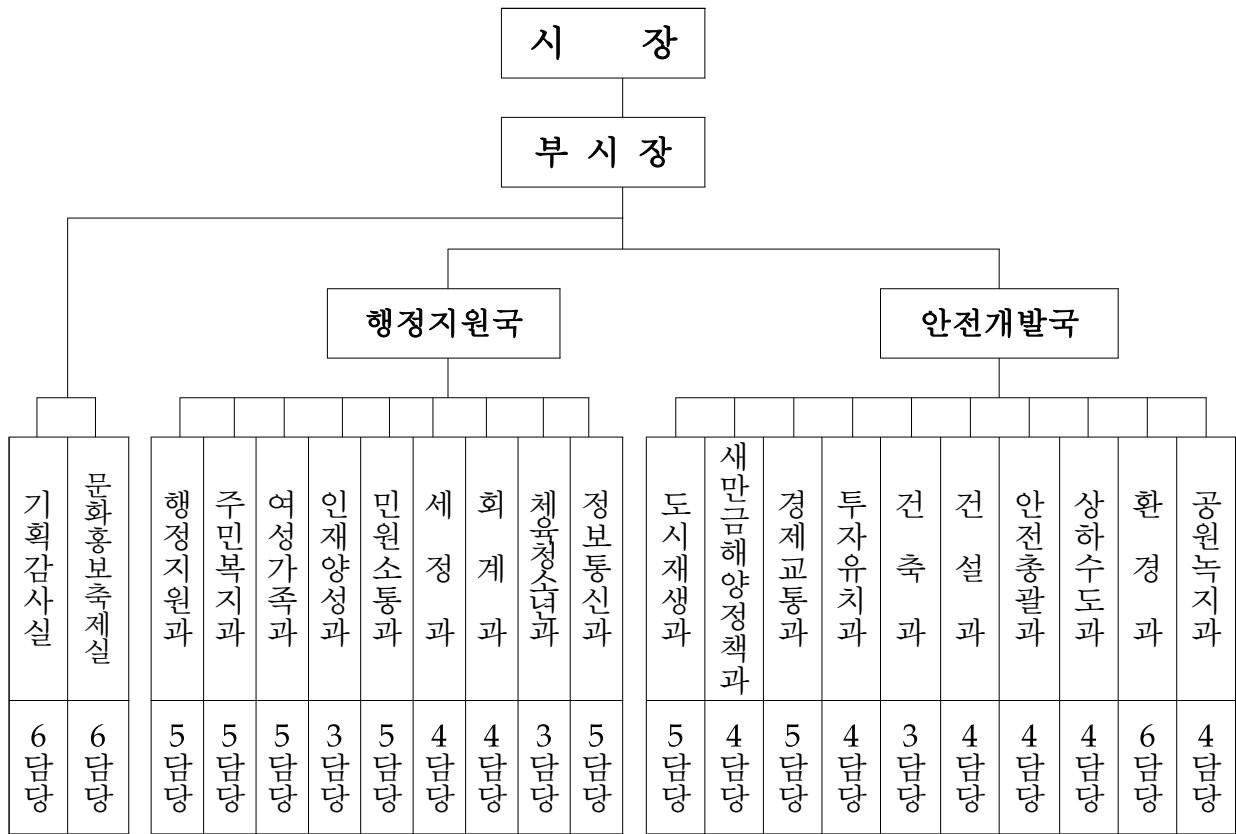 시 장
부 시 장
행정지원국
안전개발국
기획감사실
문화홍보축제실
행정지원과
주민복지과
여성가족과
인재양성과
민원소통과
세 정 과
회 계 과
체육청소년과
정보통신과
도시재생과
새만금해양정책과
경제교통과
투자유치과
건 축 과
건 설 과
안전총괄과
상하수도과
환 경 과
공원녹지과
6담당
6담당
5담당
5담당
5담당
3담당
5담당
4담당
4담당
3담당
5담당
5담당
4담당
5담당
4담당
3담당
4담당
4담당
4담당
6담당
4담당